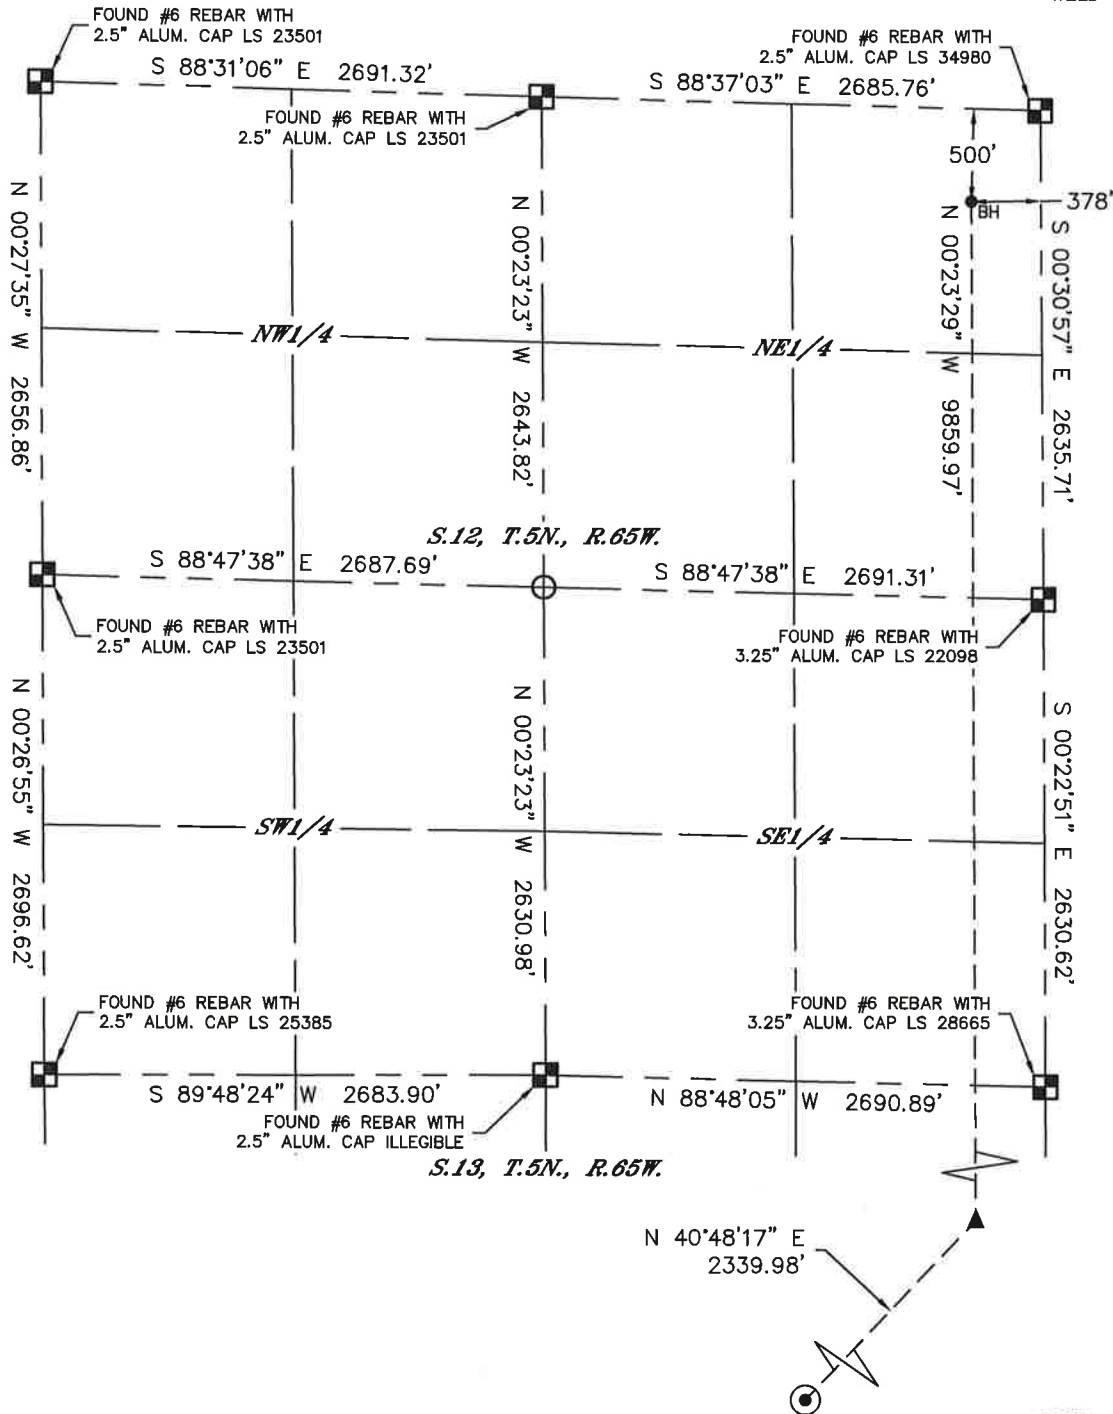 FOUND #6 REBAR WITH
2.5" ALUM. CAP LS 23501
FOUND #6 REBAR WITH
2.5" ALUM. CAP LS 34980
S 88°31'06" E 2691.32'
S 88°37'03" E 2685.76'
FOUND #6 REBAR WITH
2.5" ALUM. CAP LS 23501
500'
378'
BH
N 00°27'35" W 2656.86'
N 00°23'23" W 2643.82'
N 00°23'29" W 9859.97'
S 00°30'57" E 2635.71'
NW1/4
NE1/4
S.12, T.5N., R.65W.
S 88°47'38" E 2687.69'
S 88°47'38" E 2691.31'
FOUND #6 REBAR WITH
2.5" ALUM. CAP LS 23501
FOUND #6 REBAR WITH
3.25" ALUM. CAP LS 22098
N 00°26'55" W 2696.62'
N 00°23'23" W 2630.98'
S 00°22'51" E 2630.62'
SW1/4
SE1/4
FOUND #6 REBAR WITH
2.5" ALUM. CAP LS 25385
FOUND #6 REBAR WITH
3.25" ALUM. CAP LS 28665
S 89°48'24" W 2683.90'
N 88°48'05" W 2690.89'
FOUND #6 REBAR WITH
2.5" ALUM. CAP ILLEGIBLE
S.13, T.5N., R.65W.
N 40°48'17" E
2339.98'